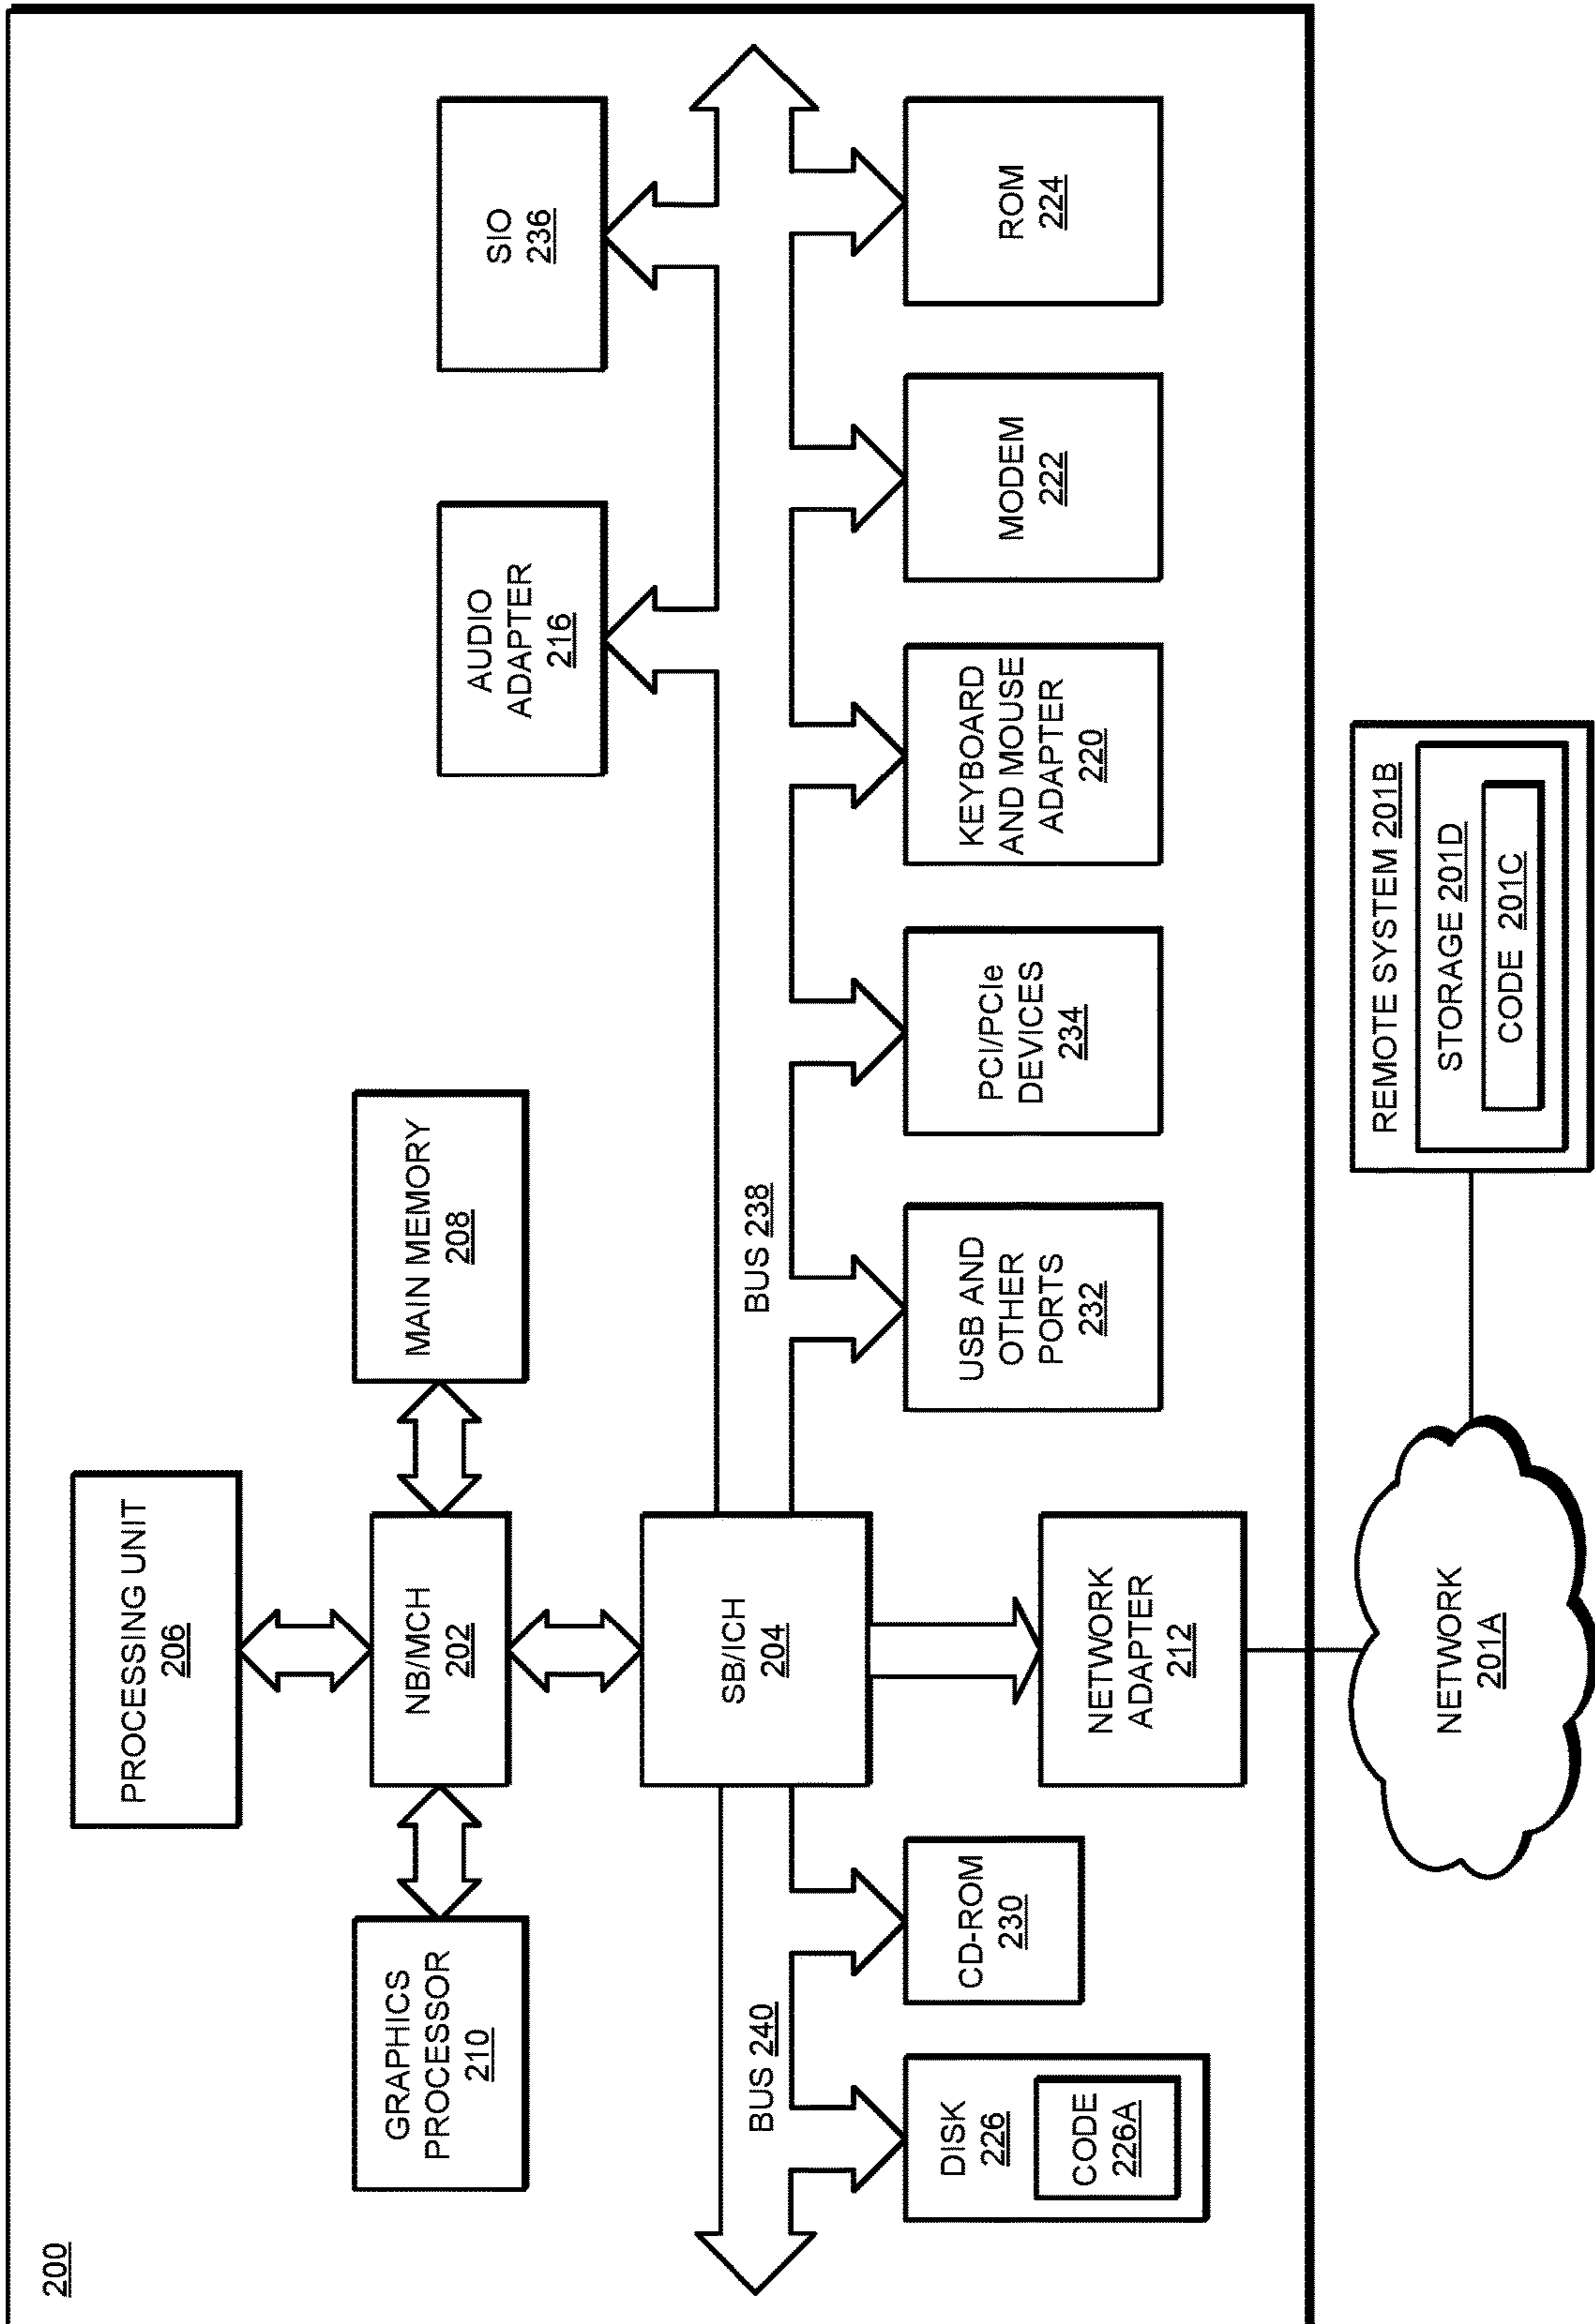 200
PROCESSING UNIT
206
GRAPHICS
PROCESSOR
210
NB/MCH
202
MAIN MEMORY
208
AUDIO
ADAPTER
216
SIO
236
SB/ICH
204
BUS 240
BUS 238
DISK
226
CODE
226A
CD-ROM
230
USB AND
OTHER
PORTS
232
PCI/PCIe
DEVICES
234
KEYBOARD
AND MOUSE
ADAPTER
220
MODEM
222
ROM
224
NETWORK
ADAPTER
212
NETWORK
201A
REMOTE SYSTEM 201B
STORAGE 201D
CODE 201C